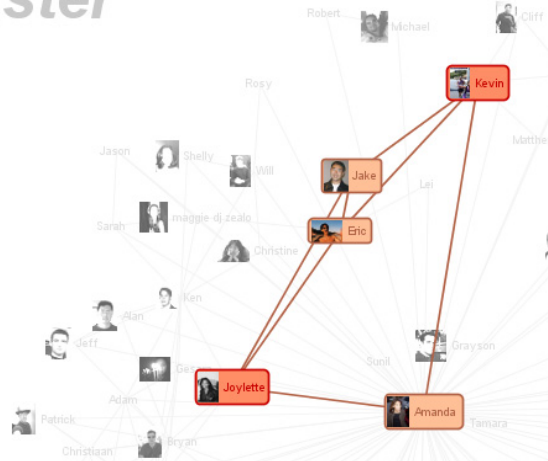 ster
Robert
Michael
Cliff
Kevin
Rosy
Matthe
Jason
Shelly
Will
Jake
Lei
maggie dj zealo
Sarah
Eric
Christine
Ken
Alan
Jeff
Grayson
Sunil
Ges
Joylette
Adam
Amanda
Patrick
Tamara
Bryan
Christiaan